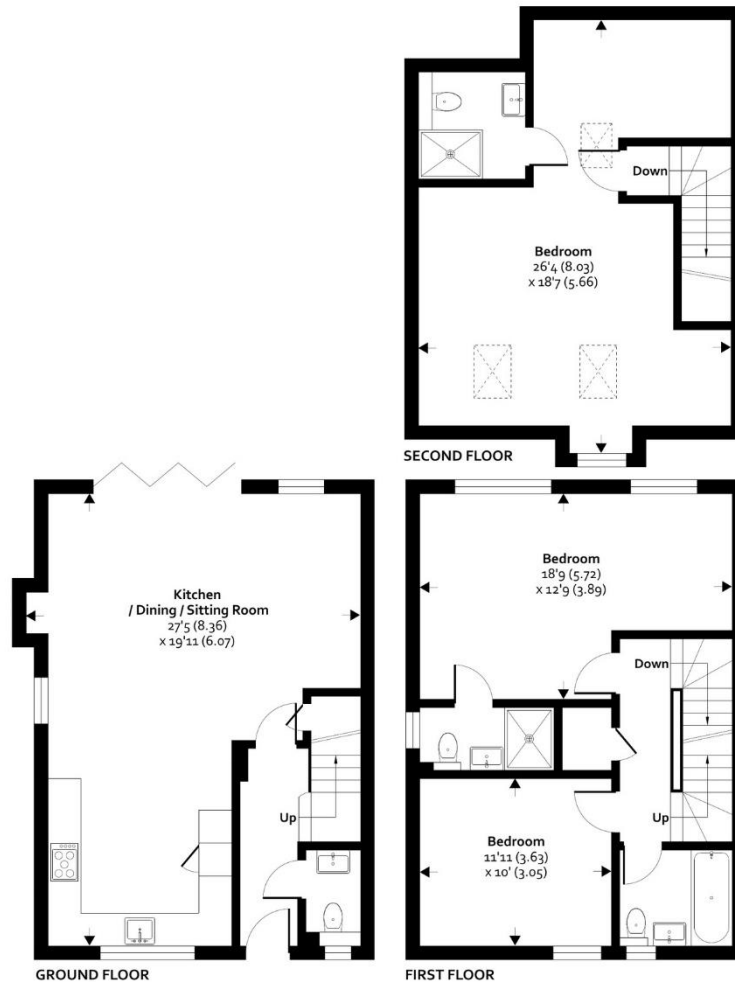 Down
Bedroom
26'4 (8.03)
x 18'7 (5.66)
SECOND FLOOR
Kitchen
/ Dining / Sitting Room
27'5 (8.36)
x 19'11 (6.07)
Up
GROUND FLOOR
Bedroom
18'9 (5.72)
x 12'9 (3.89)
Down
Up
Bedroom
11'11 (3.63)
x 10' (3.05)
FIRST FLOOR